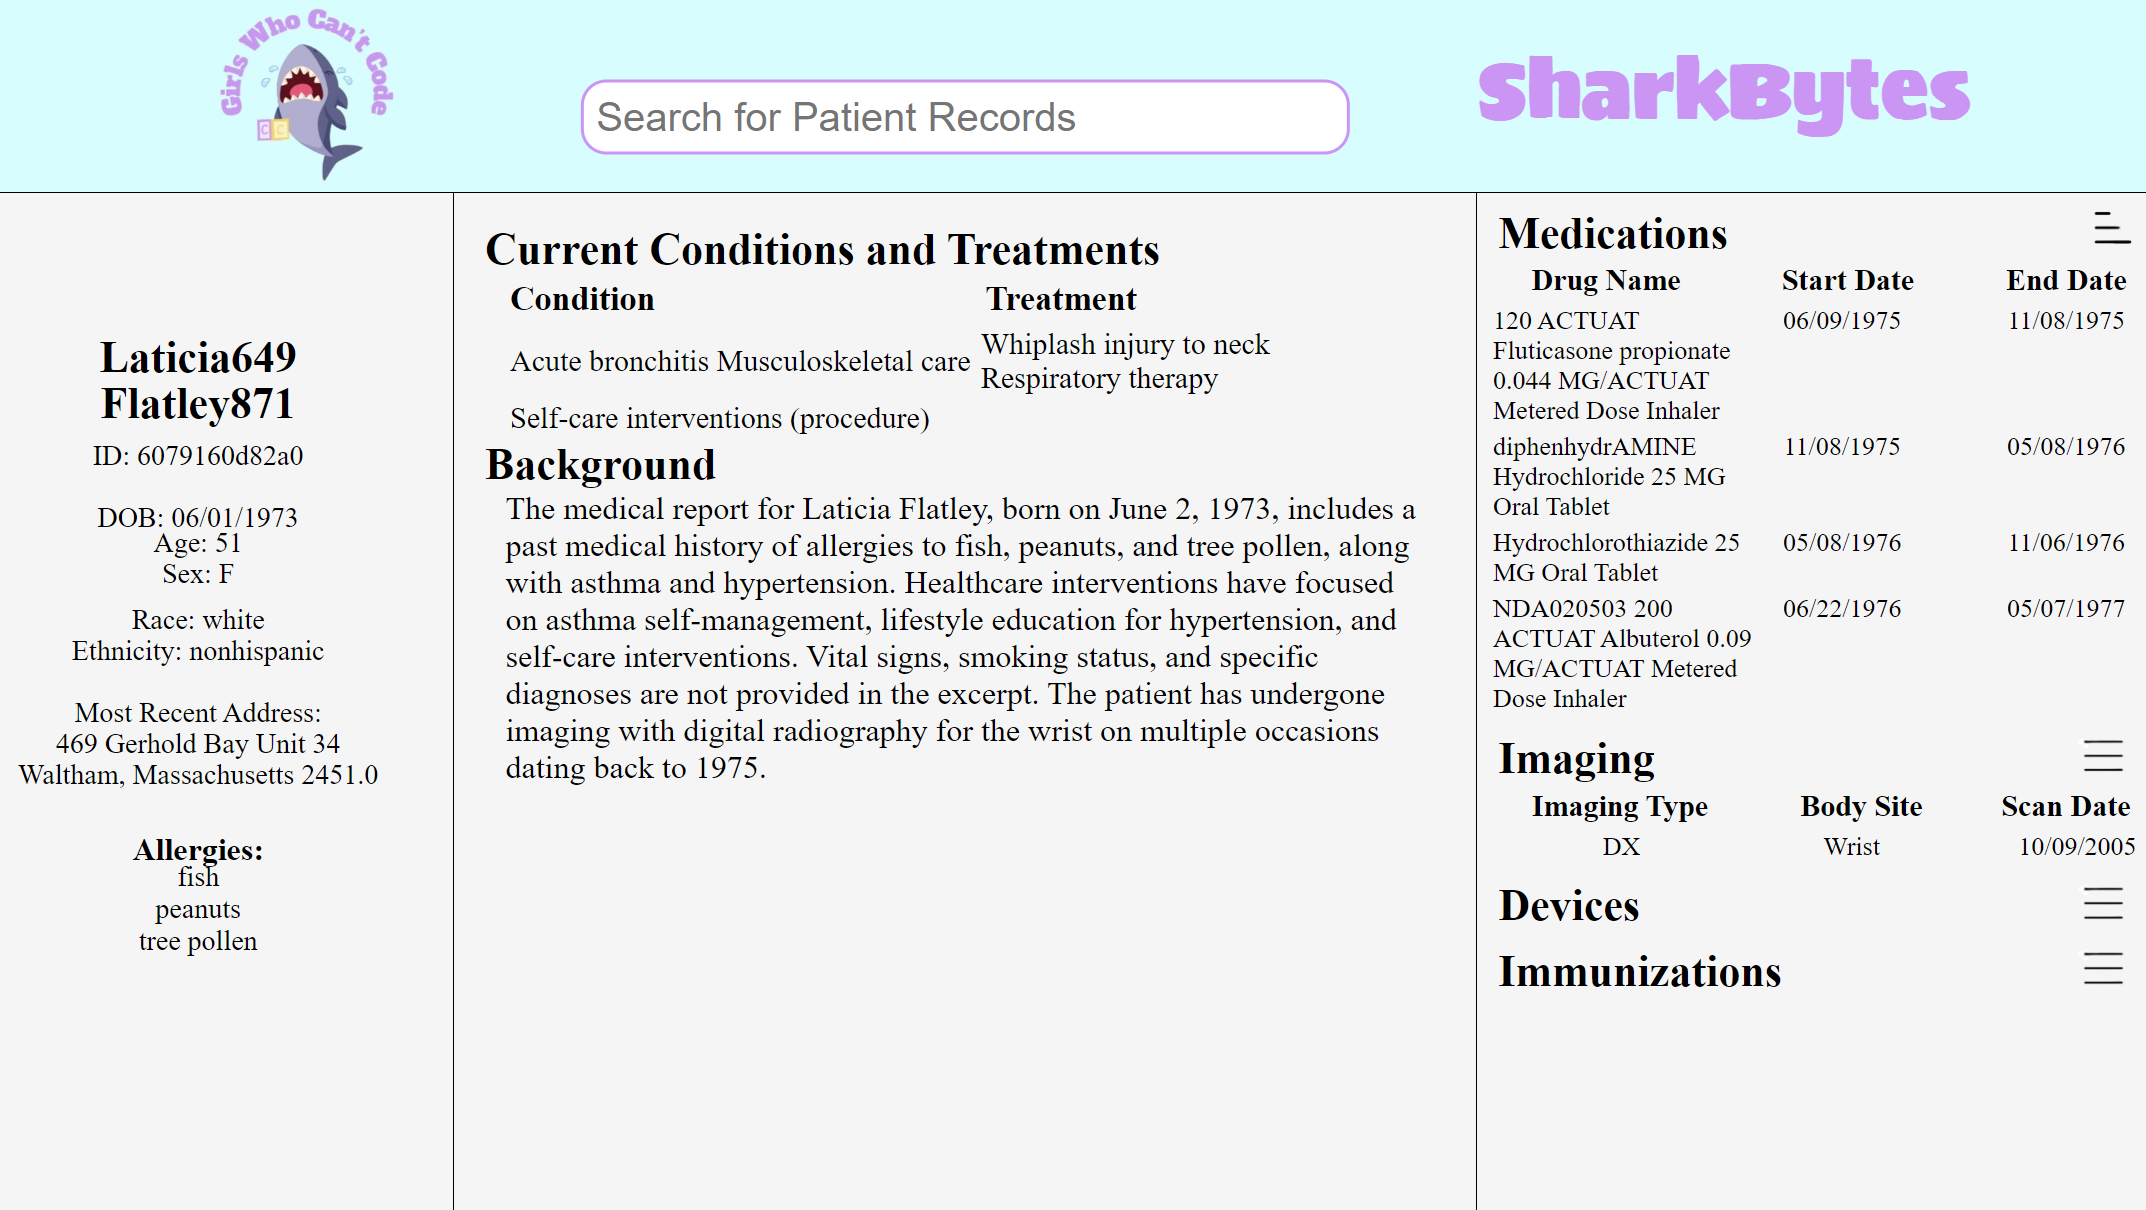 Girls Who Can't Code
C C
Search for Patient Records
SharkBytes
Laticia649
Flatley871
ID: 6079160d82a0
DOB: 06/01/1973
Age: 51
Sex: F
Race: white
Ethnicity: nonhispanic
Most Recent Address:
469 Gerhold Bay Unit 34
Waltham, Massachusetts 2451.0
Allergies:
fish
peanuts
tree pollen
Current Conditions and Treatments
Condition Treatment
Acute bronchitis Musculoskeletal care Whiplash injury to neck
Respiratory therapy
Self-care interventions (procedure)
Background
The medical report for Laticia Flatley, born on June 2, 1973, includes a
past medical history of allergies to fish, peanuts, and tree pollen, along
with asthma and hypertension. Healthcare interventions have focused
on asthma self-management, lifestyle education for hypertension, and
self-care interventions. Vital signs, smoking status, and specific
diagnoses are not provided in the excerpt. The patient has undergone
imaging with digital radiography for the wrist on multiple occasions
dating back to 1975.
Medications
Drug Name Start Date End Date
120 ACTUAT 06/09/1975 11/08/1975
Fluticasone propionate
0.044 MG/ACTUAT
Metered Dose Inhaler
diphenhydrAMINE 11/08/1975 05/08/1976
Hydrochloride 25 MG
Oral Tablet
Hydrochlorothiazide 25 05/08/1976 11/06/1976
MG Oral Tablet
NDA020503 200 06/22/1976 05/07/1977
ACTUAT Albuterol 0.09
MG/ACTUAT Metered
Dose Inhaler
Imaging
Imaging Type Body Site Scan Date
DX Wrist 10/09/2005
Devices
Immunizations